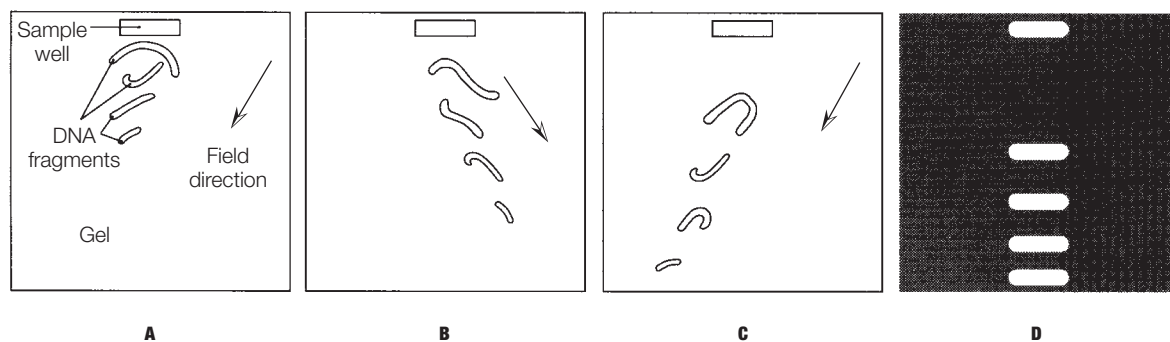 Sample
well
DNA
fragments
Field
direction
Gel
A
B
C
D